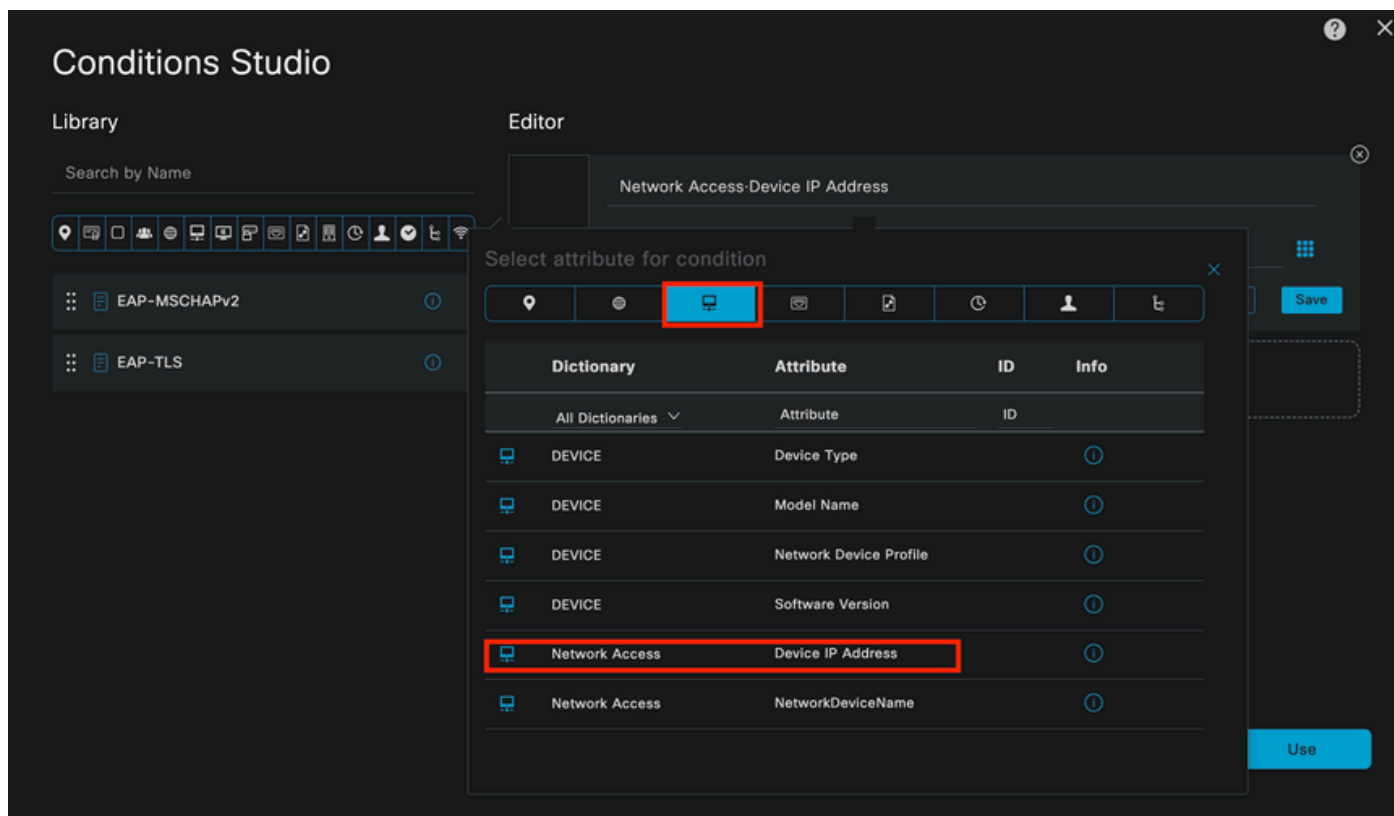 Conditions Studio
Library
Editor
Search by Name
Network Access·Device IP Address
EAP-MSCHAPv2
EAP-TLS
Select attribute for condition
Dictionary Attribute ID Info
All Dictionaries Attribute ID
DEVICE Device Type
DEVICE Model Name
DEVICE Network Device Profile
DEVICE Software Version
Network Access Device IP Address
Network Access NetworkDeviceName
Save
Use